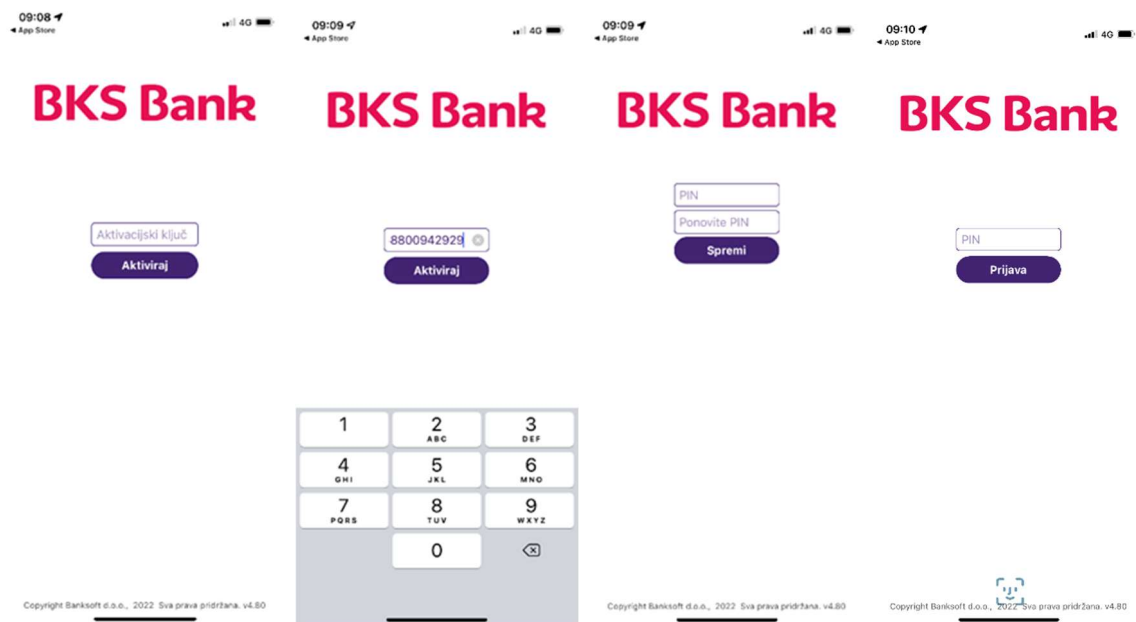 09:08
◄ App Store
4G
BKS Bank
Aktivacijski ključ
Aktiviraj
Copyright Banksoft d.o.o., 2022 Sva prava pridržana. v4.80
09:09
◄ App Store
4G
BKS Bank
8800942929
Aktiviraj
1
2
ABC
3
DEF
4
GHI
5
JKL
6
MNO
7
PQRS
8
TUV
9
WXYZ
0
09:09
◄ App Store
4G
BKS Bank
PIN
Ponovite PIN
Spremi
Copyright Banksoft d.o.o., 2022 Sva prava pridržana. v4.80
09:10
◄ App Store
4G
BKS Bank
PIN
Prijava
Copyright Banksoft d.o.o., 2022 Sva prava pridržana. v4.80